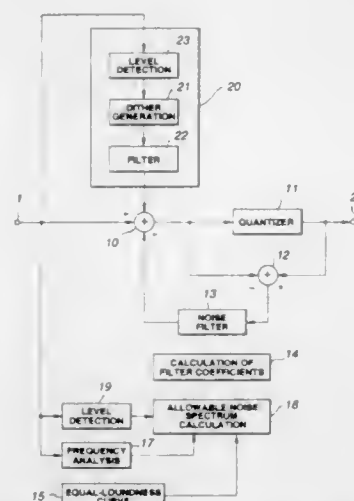 23
LEVEL
DETECTION
21
20
DITHER
GENERATION
22
FILTER
1
11
2
QUANTIZER
10
12
13
NOISE
FILTER
14
CALCULATION OF
FILTER COEFFICIENTS
19
18
LEVEL
DETECTION
ALLOWABLE NOISE
SPECTRUM
CALCULATION
17
FREQUENCY
ANALYSIS
15
EQUAL-LOUDNESS
CURVE